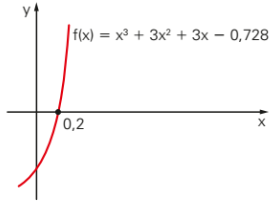 y
f(x) = x³ + 3x² + 3x − 0,728
0,2
x